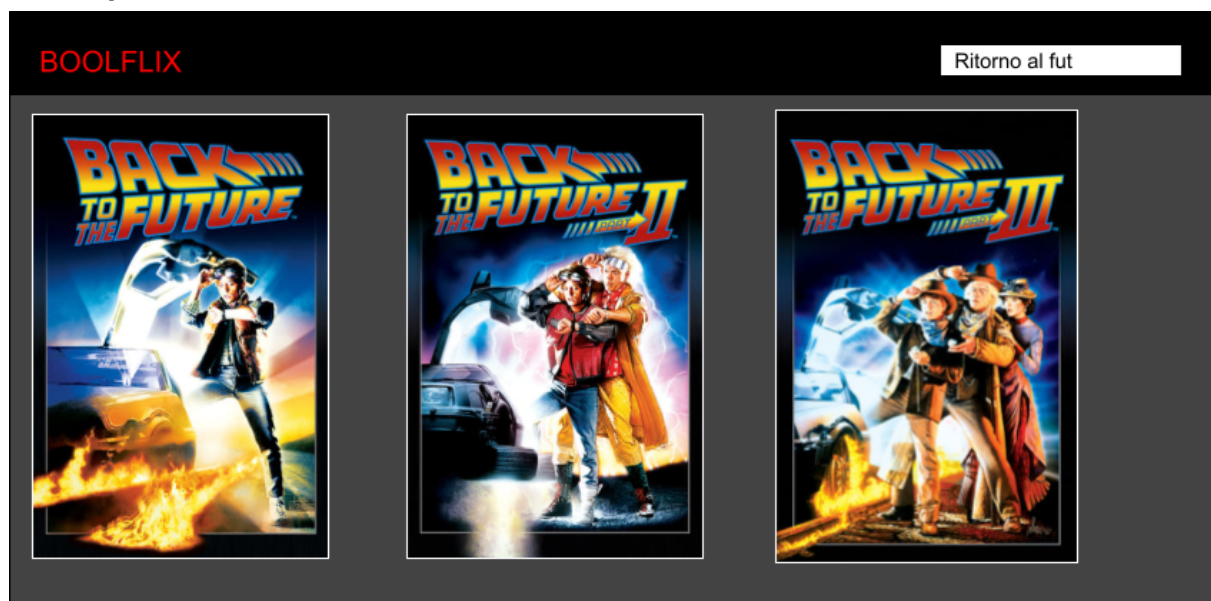 BOOLFLIX
Ritorno al fut
BACK
TO
THE FUTURE
BACK
TO
THE FUTURE
PART II
BACK
TO
THE FUTURE
PART III